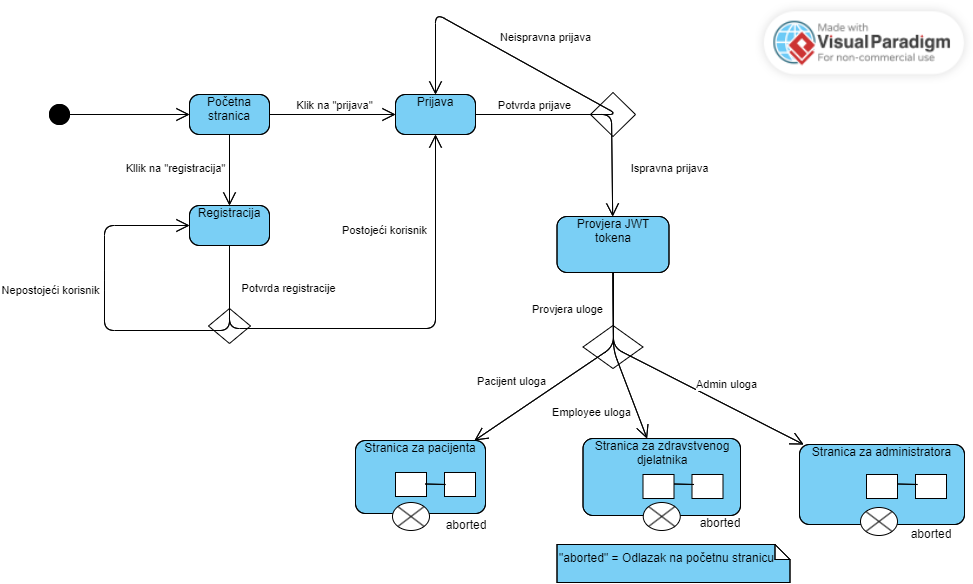 Made with
Visual Paradigm
For non-commercial use
Neispravna prijava
Početna
stranica
Klik na "prijava"
Prijava
Potvrda prijave
Kllik na "registracija"
Ispravna prijava
Registracija
Postojeći korisnik
Provjera JWT
tokena
Nepostojeći korisnik
Potvrda registracije
Provjera uloge
Pacijent uloga
Admin uloga
Employee uloga
Stranica za pacijenta
Stranica za zdravstvenog
djelatnika
Stranica za administratora
aborted
aborted
aborted
"aborted" = Odlazak na početnu stranicu